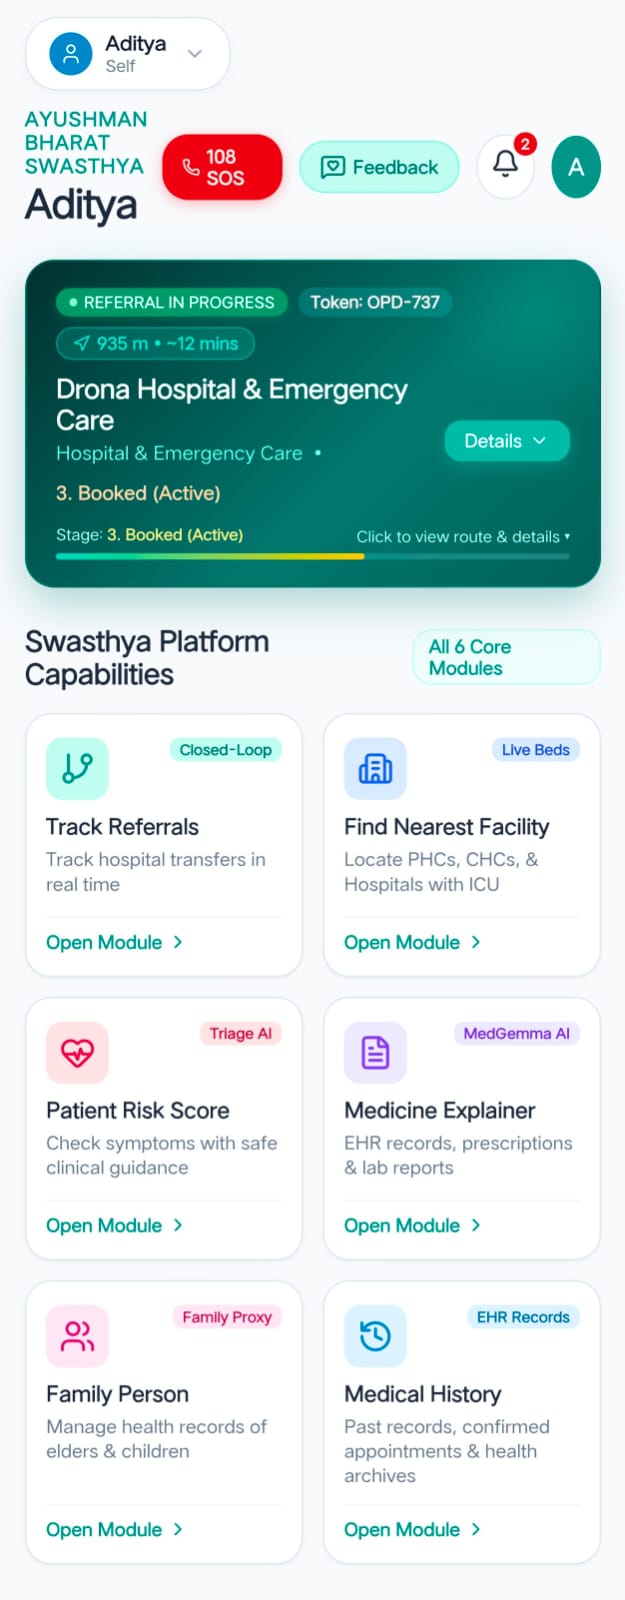 Aditya
Self
AYUSHMAN
BHARAT
SWASTHYA
Aditya
108
SOS
Feedback
2
A
REFERRAL IN PROGRESS
Token: OPD-737
935 m • ~12 mins
Drona Hospital & Emergency
Care
Hospital & Emergency Care •
Details
3. Booked (Active)
Stage: 3. Booked (Active)
Click to view route & details ▾
Swasthya Platform
Capabilities
All 6 Core
Modules
Closed-Loop
Track Referrals
Track hospital transfers in
real time
Open Module
Live Beds
Find Nearest Facility
Locate PHCs, CHCs, &
Hospitals with ICU
Open Module
Triage AI
Patient Risk Score
Check symptoms with safe
clinical guidance
Open Module
MedGemma AI
Medicine Explainer
EHR records, prescriptions
& lab reports
Open Module
Family Proxy
Family Person
Manage health records of
elders & children
Open Module
EHR Records
Medical History
Past records, confirmed
appointments & health
archives
Open Module